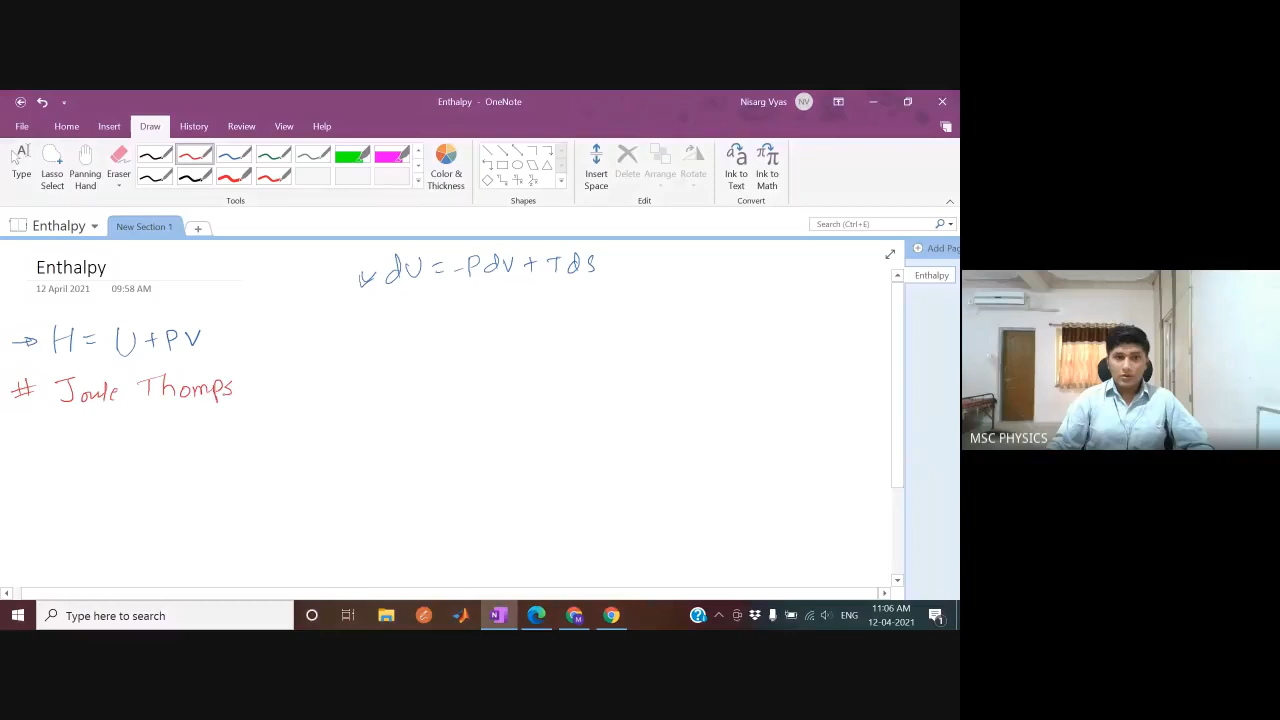 Enthalpy - OneNote
Nisarg Vyas NV
File Home Insert Draw History Review View Help
Type Lasso Select Panning Hand Eraser Color & Thickness Insert Space Delete Arrange Rotate Ink to Text Ink to Math
Tools Shapes Edit Convert
Enthalpy New Section 1 Search (Ctrl+E)
Add Pag
Enthalpy
Enthalpy
12 April 2021 09:58 AM
dU = -PdV + TdS
→ H = U + PV
# Joule Thomps
MSC PHYSICS
Type here to search
ENG
11:06 AM
12-04-2021